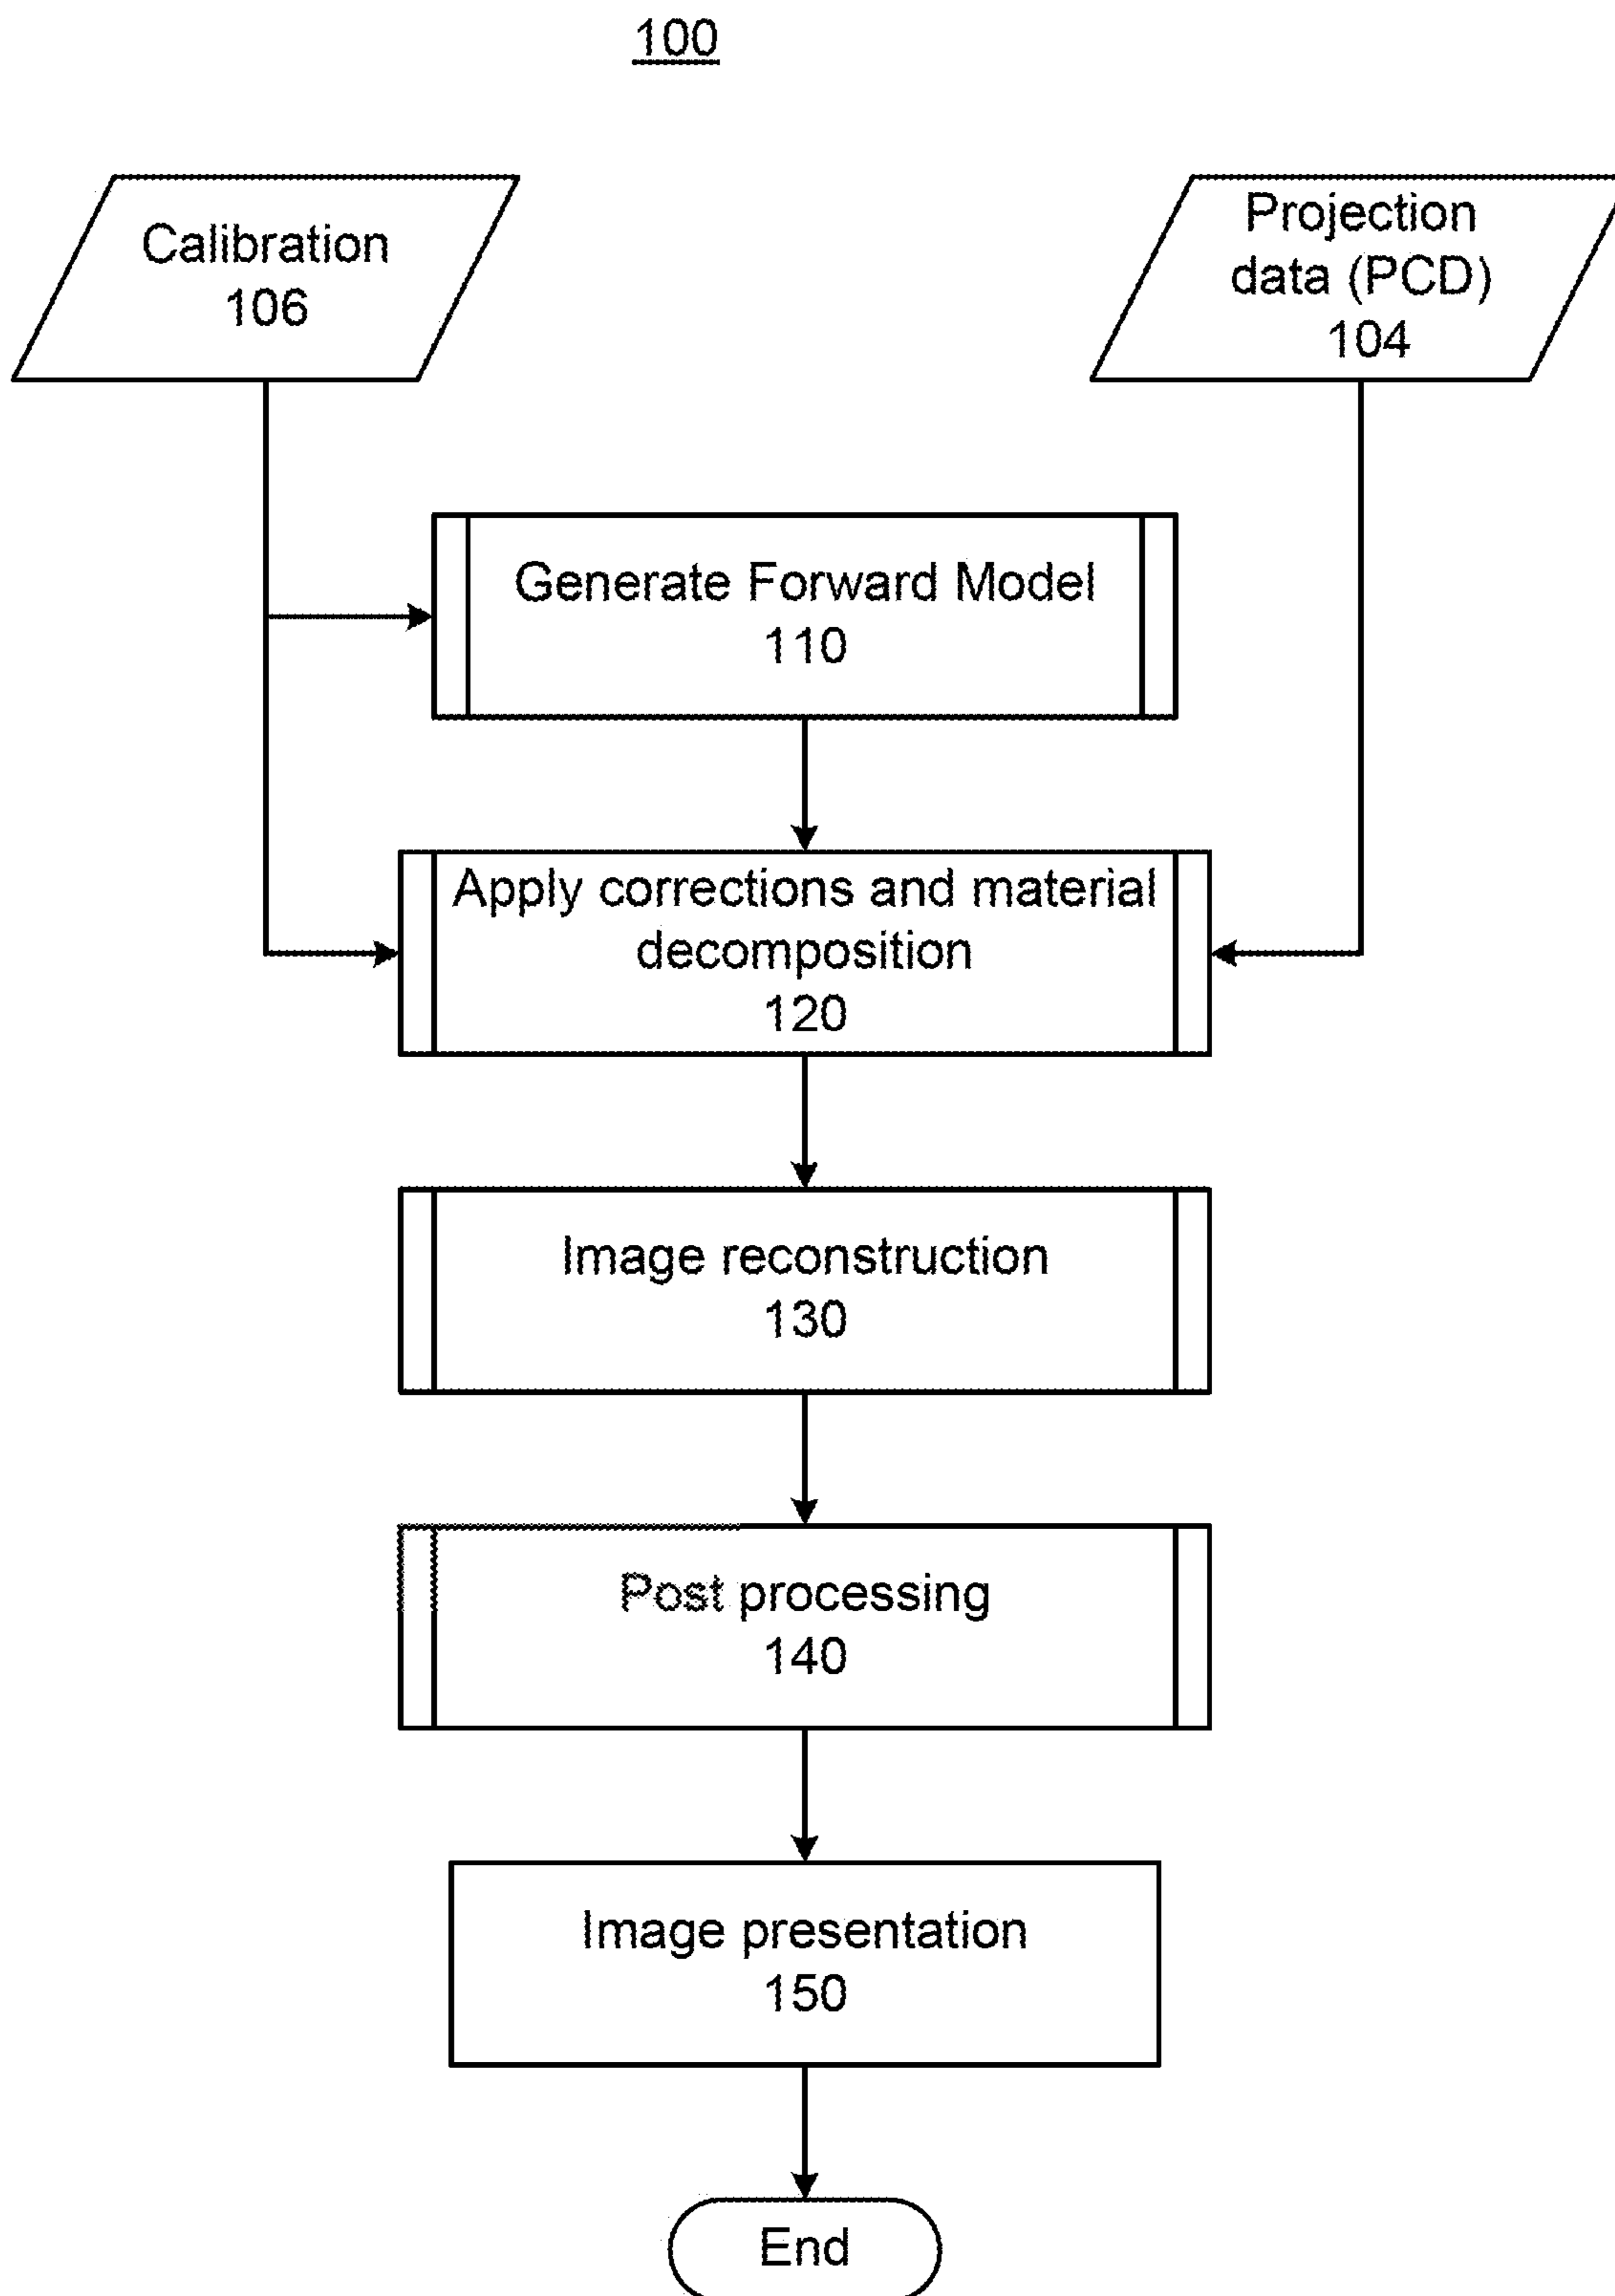 100
Calibration
106
Projection
data (PCD)
104
Generate Forward Model
110
Apply corrections and material
decomposition
120
Image reconstruction
130
Post processing
140
Image presentation
150
End